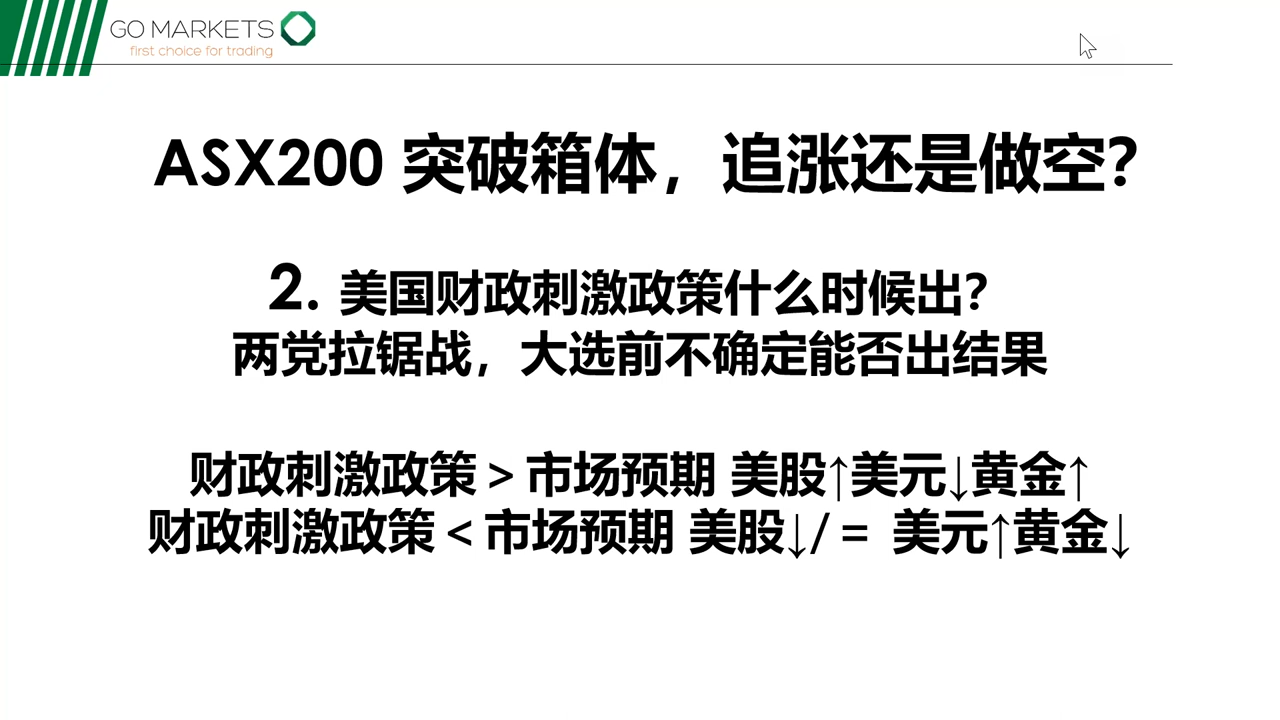 GO MARKETS
first choice for trading
ASX200 突破箱体，追涨还是做空？
2. 美国财政刺激政策什么时候出？
两党拉锯战，大选前不确定能否出结果
财政刺激政策＞市场预期 美股↑美元↓黄金↑
财政刺激政策＜市场预期 美股↓/＝ 美元↑黄金↓